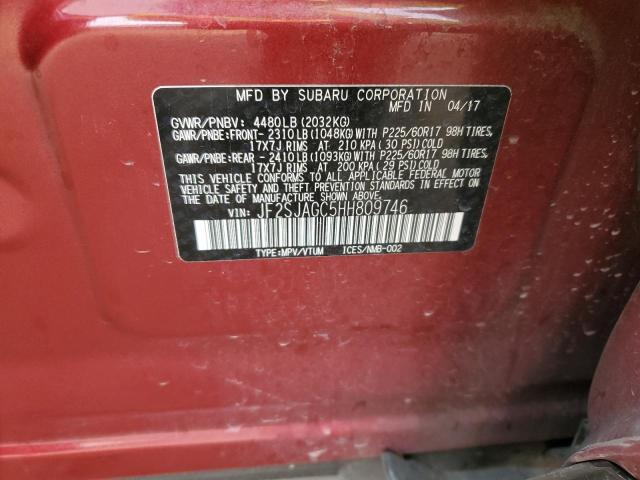 MFD BY SUBARU CORPORATION
MFD IN 04/17
GVWR/PNBV: 4480LB(2032KG)
GAWR/PNBE:FRONT- 2310LB(1048KG)WITH P225/60R17 98H TIRES,
17X7J RIMS AT 210 KPA (30 PSI)COLD
GAWR/PNBE:REAR - 2410LB(1093KG)WITH P225/60R17 98H TIRES,
17X7J RIMS AT 200 KPA (29 PSI)COLD
THIS VEHICLE CONFORMS TO ALL APPLICABLE FEDERAL MOTOR
VEHICLE SAFETY AND THEFT PREVENTION STANDARDS IN EFFECT
ON THE DATE OF MANUFACTURE SHOWN ABOVE.
VIN: JF2SJAGC5HH809746
TYPE:MPV/VTUM ICES/NMB-002